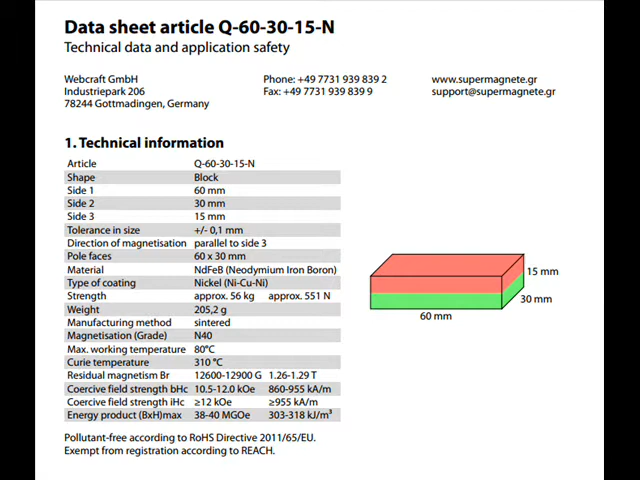 Data sheet article Q-60-30-15-N
Technical data and application safety
Webcraft GmbH Phone: +49 7731 939 839 2 www.supermagnete.gr
Industriepark 206 Fax: +49 7731 939 839 9 support@supermagnete.gr
78244 Gottmadingen, Germany
1. Technical information
Article Q-60-30-15-N
Shape Block
Side 1 60 mm
Side 2 30 mm
Side 3 15 mm
Tolerance in size +/- 0,1 mm
Direction of magnetisation parallel to side 3
Pole faces 60 x 30 mm
Material NdFeB (Neodymium Iron Boron)
Type of coating Nickel (Ni-Cu-Ni)
Strength approx. 56 kg approx. 551 N
Weight 205,2 g
Manufacturing method sintered
Magnetisation (Grade) N40
Max. working temperature 80°C
Curie temperature 310 °C
Residual magnetism Br 12600-12900 G 1.26-1.29 T
Coercive field strength bHc 10.5-12.0 kOe 860-955 kA/m
Coercive field strength iHc ≥12 kOe ≥955 kA/m
Energy product (BxH)max 38-40 MGOe 303-318 kJ/m³
15 mm
30 mm
60 mm
Pollutant-free according to RoHS Directive 2011/65/EU.
Exempt from registration according to REACH.